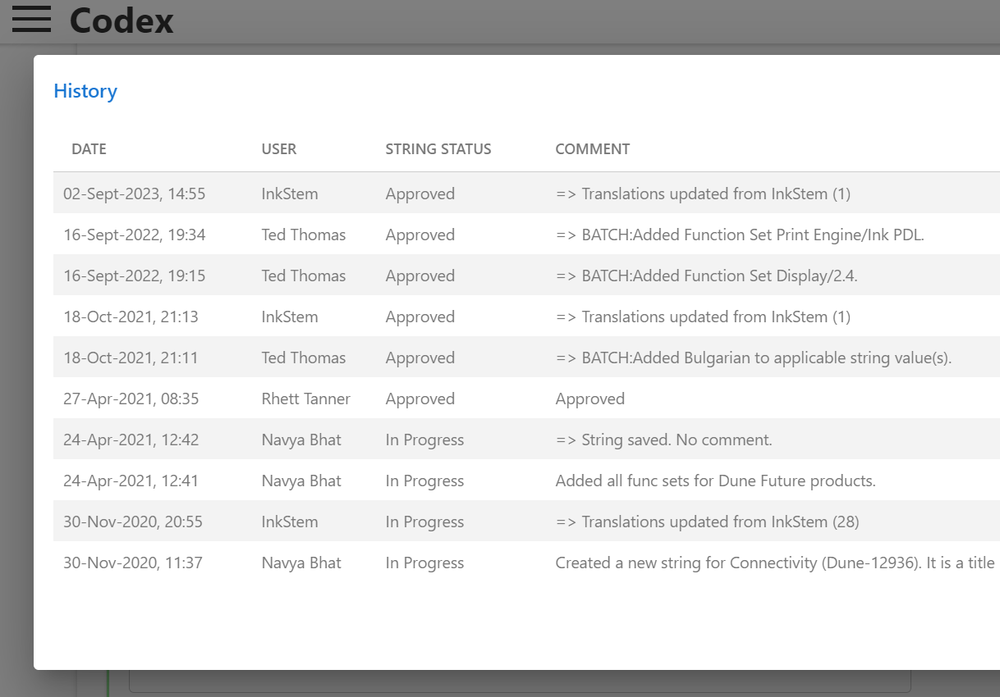 Codex
History
DATE USER STRING STATUS COMMENT
02-Sept-2023, 14:55 InkStem Approved => Translations updated from InkStem (1)
16-Sept-2022, 19:34 Ted Thomas Approved => BATCH:Added Function Set Print Engine/Ink PDL.
16-Sept-2022, 19:15 Ted Thomas Approved => BATCH:Added Function Set Display/2.4.
18-Oct-2021, 21:13 InkStem Approved => Translations updated from InkStem (1)
18-Oct-2021, 21:11 Ted Thomas Approved => BATCH:Added Bulgarian to applicable string value(s).
27-Apr-2021, 08:35 Rhett Tanner Approved Approved
24-Apr-2021, 12:42 Navya Bhat In Progress => String saved. No comment.
24-Apr-2021, 12:41 Navya Bhat In Progress Added all func sets for Dune Future products.
30-Nov-2020, 20:55 InkStem In Progress => Translations updated from InkStem (28)
30-Nov-2020, 11:37 Navya Bhat In Progress Created a new string for Connectivity (Dune-12936). It is a title